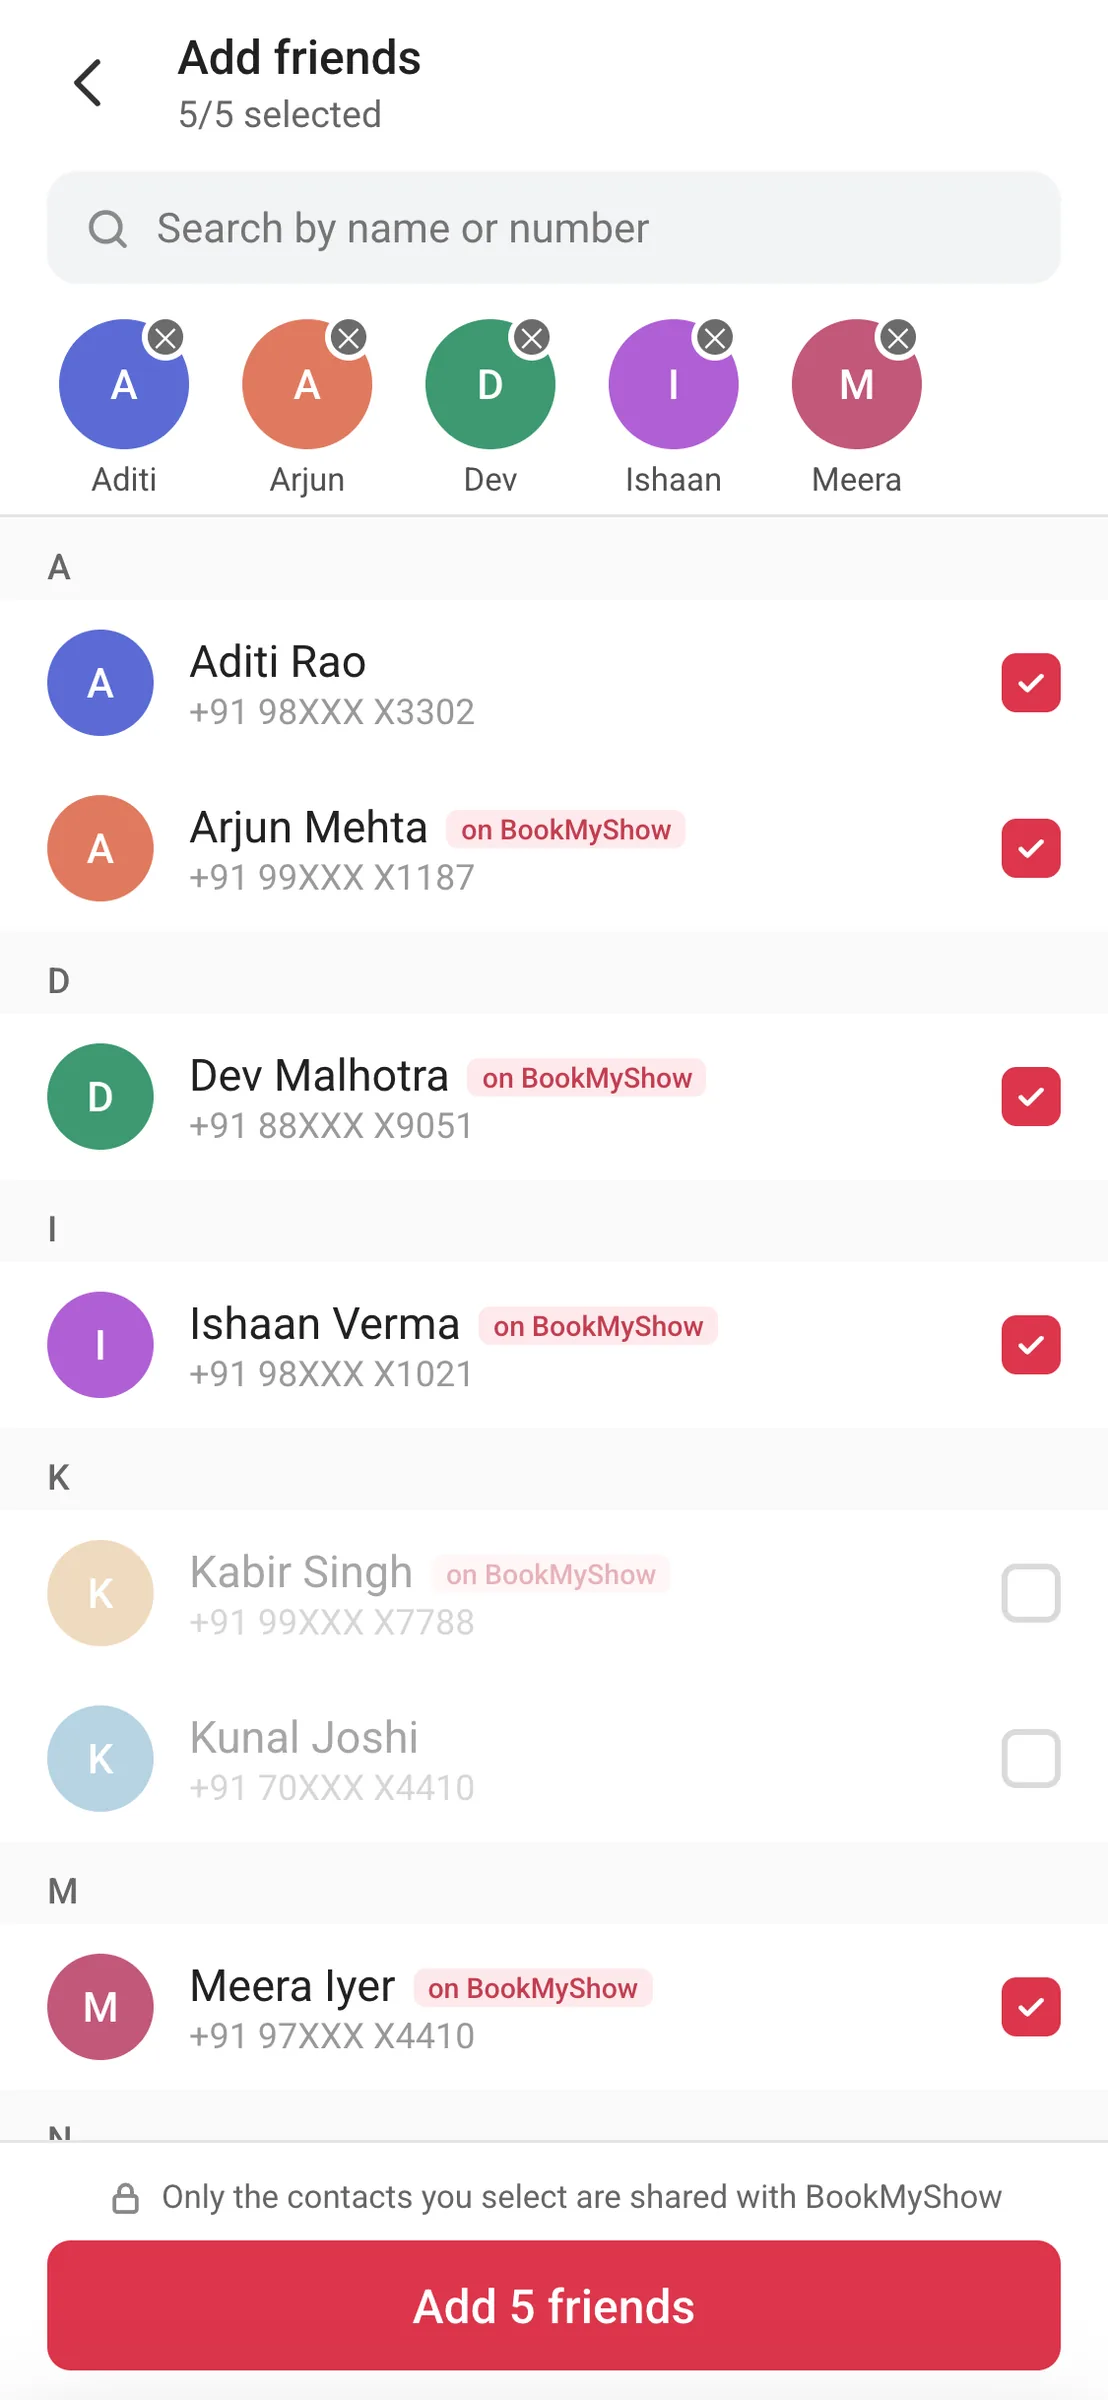 Add friends
5/5 selected
Search by name or number
A
A
D
I
M
Aditi
Arjun
Dev
Ishaan
Meera
A
A
Aditi Rao
+91 98XXX X3302
A
Arjun Mehta on BookMyShow
+91 99XXX X1187
D
D
Dev Malhotra on BookMyShow
+91 88XXX X9051
I
I
Ishaan Verma on BookMyShow
+91 98XXX X1021
K
K
Kabir Singh on BookMyShow
+91 99XXX X7788
K
Kunal Joshi
+91 70XXX X4410
M
M
Meera Iyer on BookMyShow
+91 97XXX X4410
N
Only the contacts you select are shared with BookMyShow
Add 5 friends